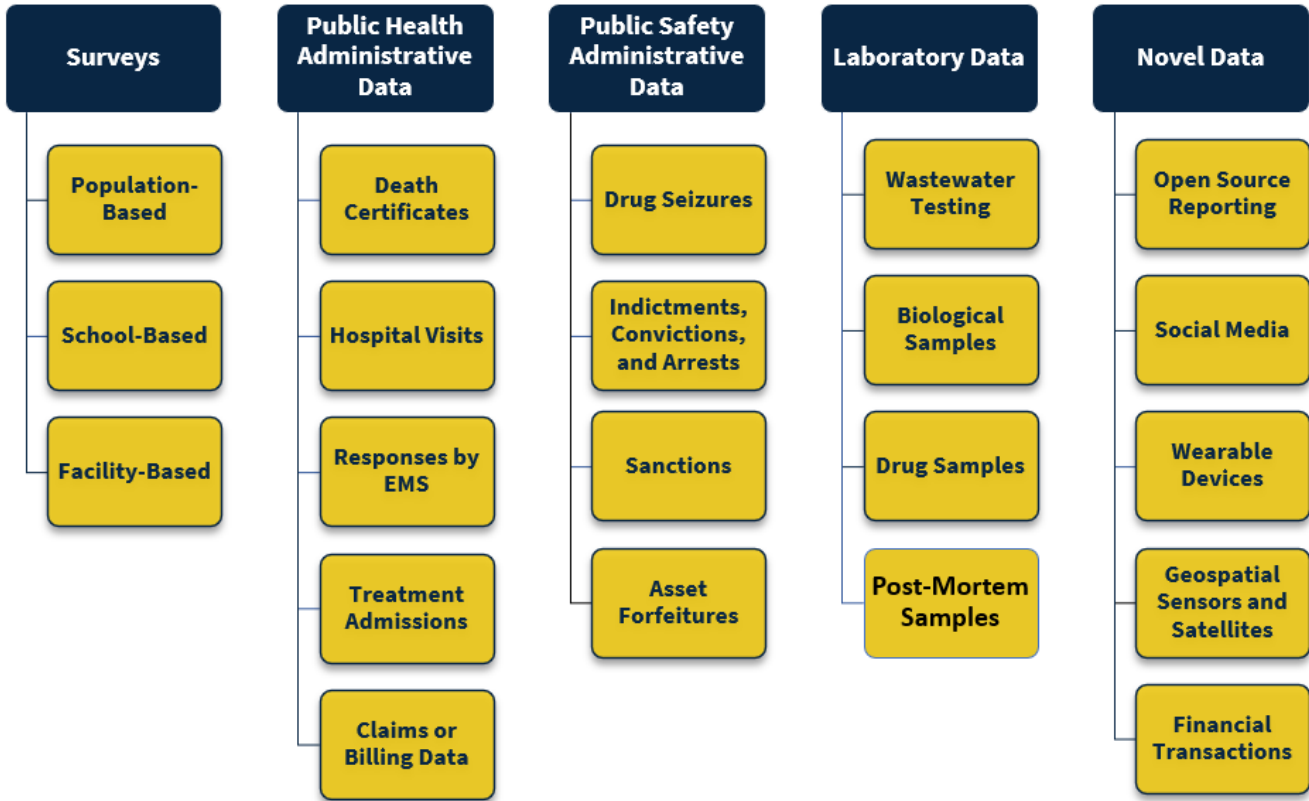 Surveys
Population-
Based
School-Based
Facility-Based
Public Health
Administrative
Data
Death
Certificates
Hospital Visits
Responses by
EMS
Treatment
Admissions
Claims or
Billing Data
Public Safety
Administrative
Data
Drug Seizures
Indictments,
Convictions,
and Arrests
Sanctions
Asset
Forfeitures
Laboratory Data
Wastewater
Testing
Biological
Samples
Drug Samples
Post-Mortem
Samples
Novel Data
Open Source
Reporting
Social Media
Wearable
Devices
Geospatial
Sensors and
Satellites
Financial
Transactions